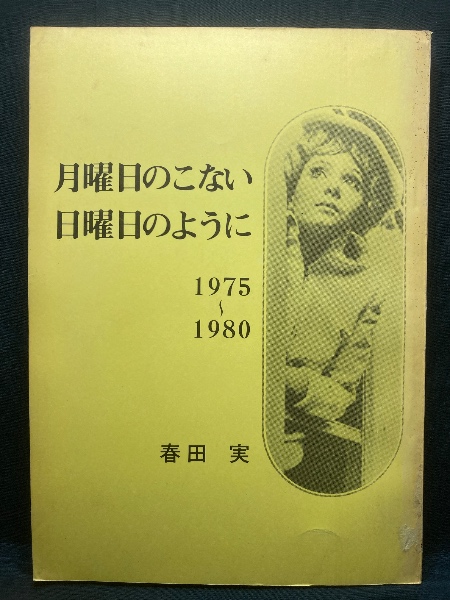 月曜日のこない
日曜日のように
1975
〜
1980
春田 実